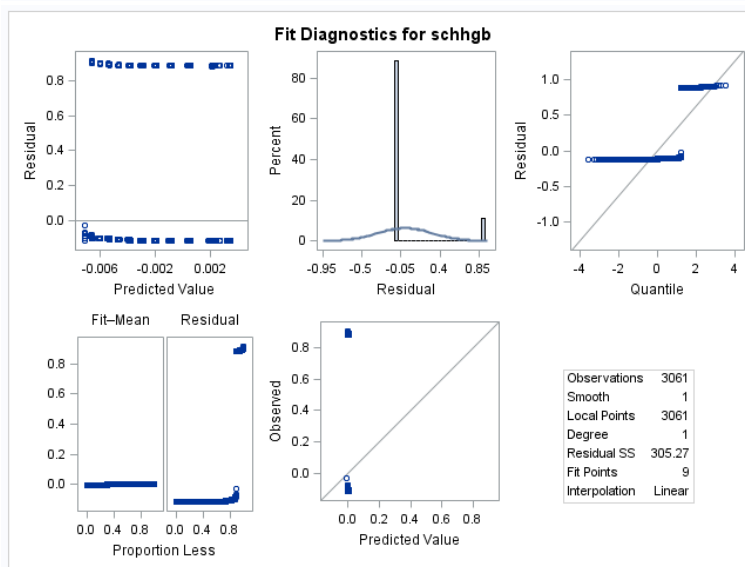 Fit Diagnostics for schhgb
0.8
0.6
0.4
0.2
0.0
Residual
-0.006 -0.002 0.002
Predicted Value
80
60
40
20
0
Percent
-0.95 -0.5 -0.05 0.4 0.85
Residual
1.0
0.5
0.0
-0.5
-1.0
Residual
-4 -2 0 2 4
Quantile
Fit–Mean Residual
0.8
0.6
0.4
0.2
0.0
0.0 0.4 0.8 0.0 0.4 0.8
Proportion Less
0.8
0.6
0.4
0.2
0.0
Observed
0.0 0.2 0.4 0.6 0.8
Predicted Value
Observations 3061
Smooth 1
Local Points 3061
Degree 1
Residual SS 305.27
Fit Points 9
Interpolation Linear